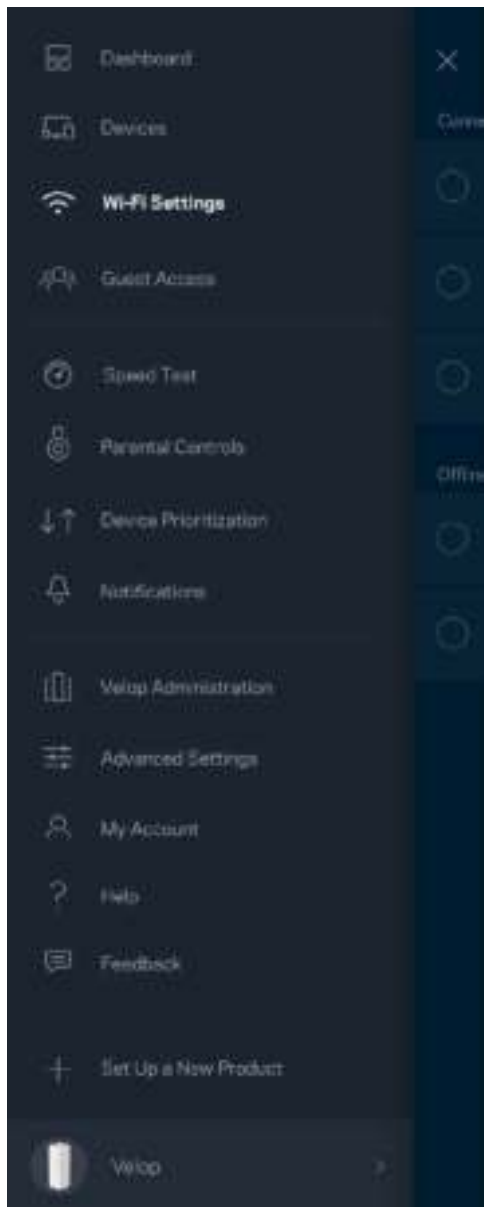 Dashboard
Devices
Wi-Fi Settings
Guest Access
Speed Test
Parental Controls
Device Prioritization
Notifications
Velop Administration
Advanced Settings
My Account
Help
Feedback
Set Up a New Product
Velop